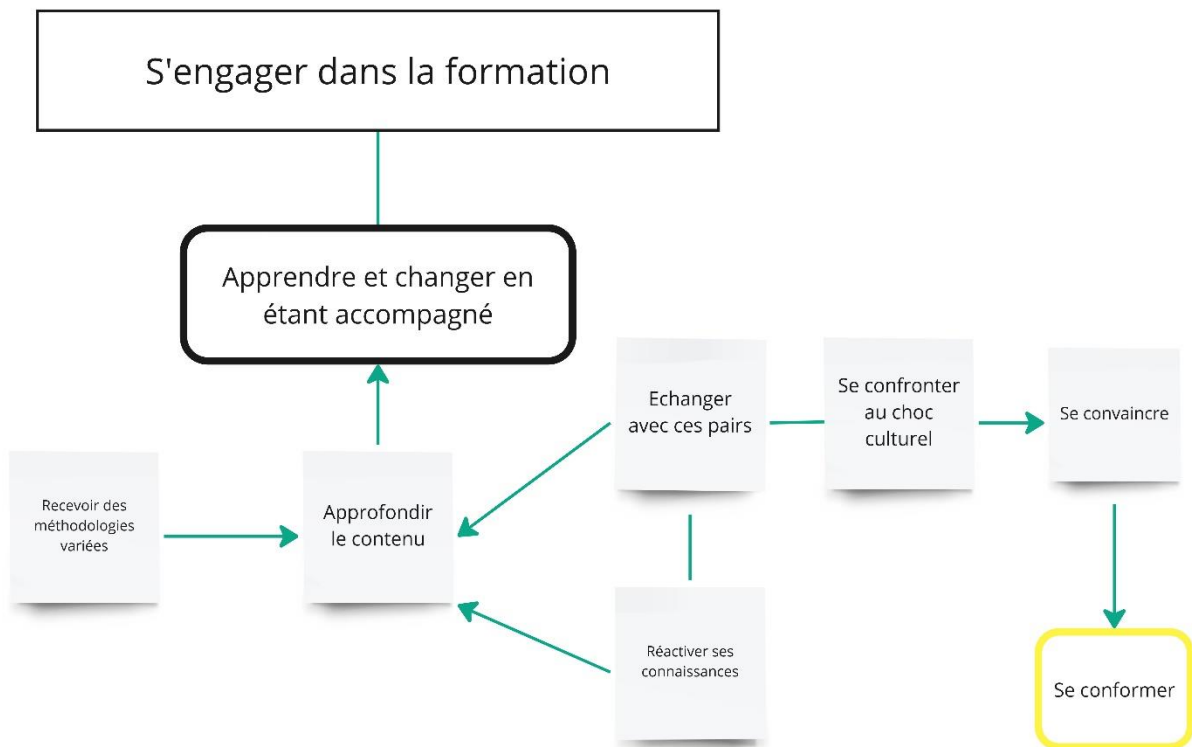 S'engager dans la formation
Apprendre et changer en
étant accompagné
Echanger
avec ces pairs
Se confronter
au choc
culturel
Se convaincre
Recevoir des
méthodologies
variées
Approfondir
le contenu
Réactiver ses
connaissances
Se conformer